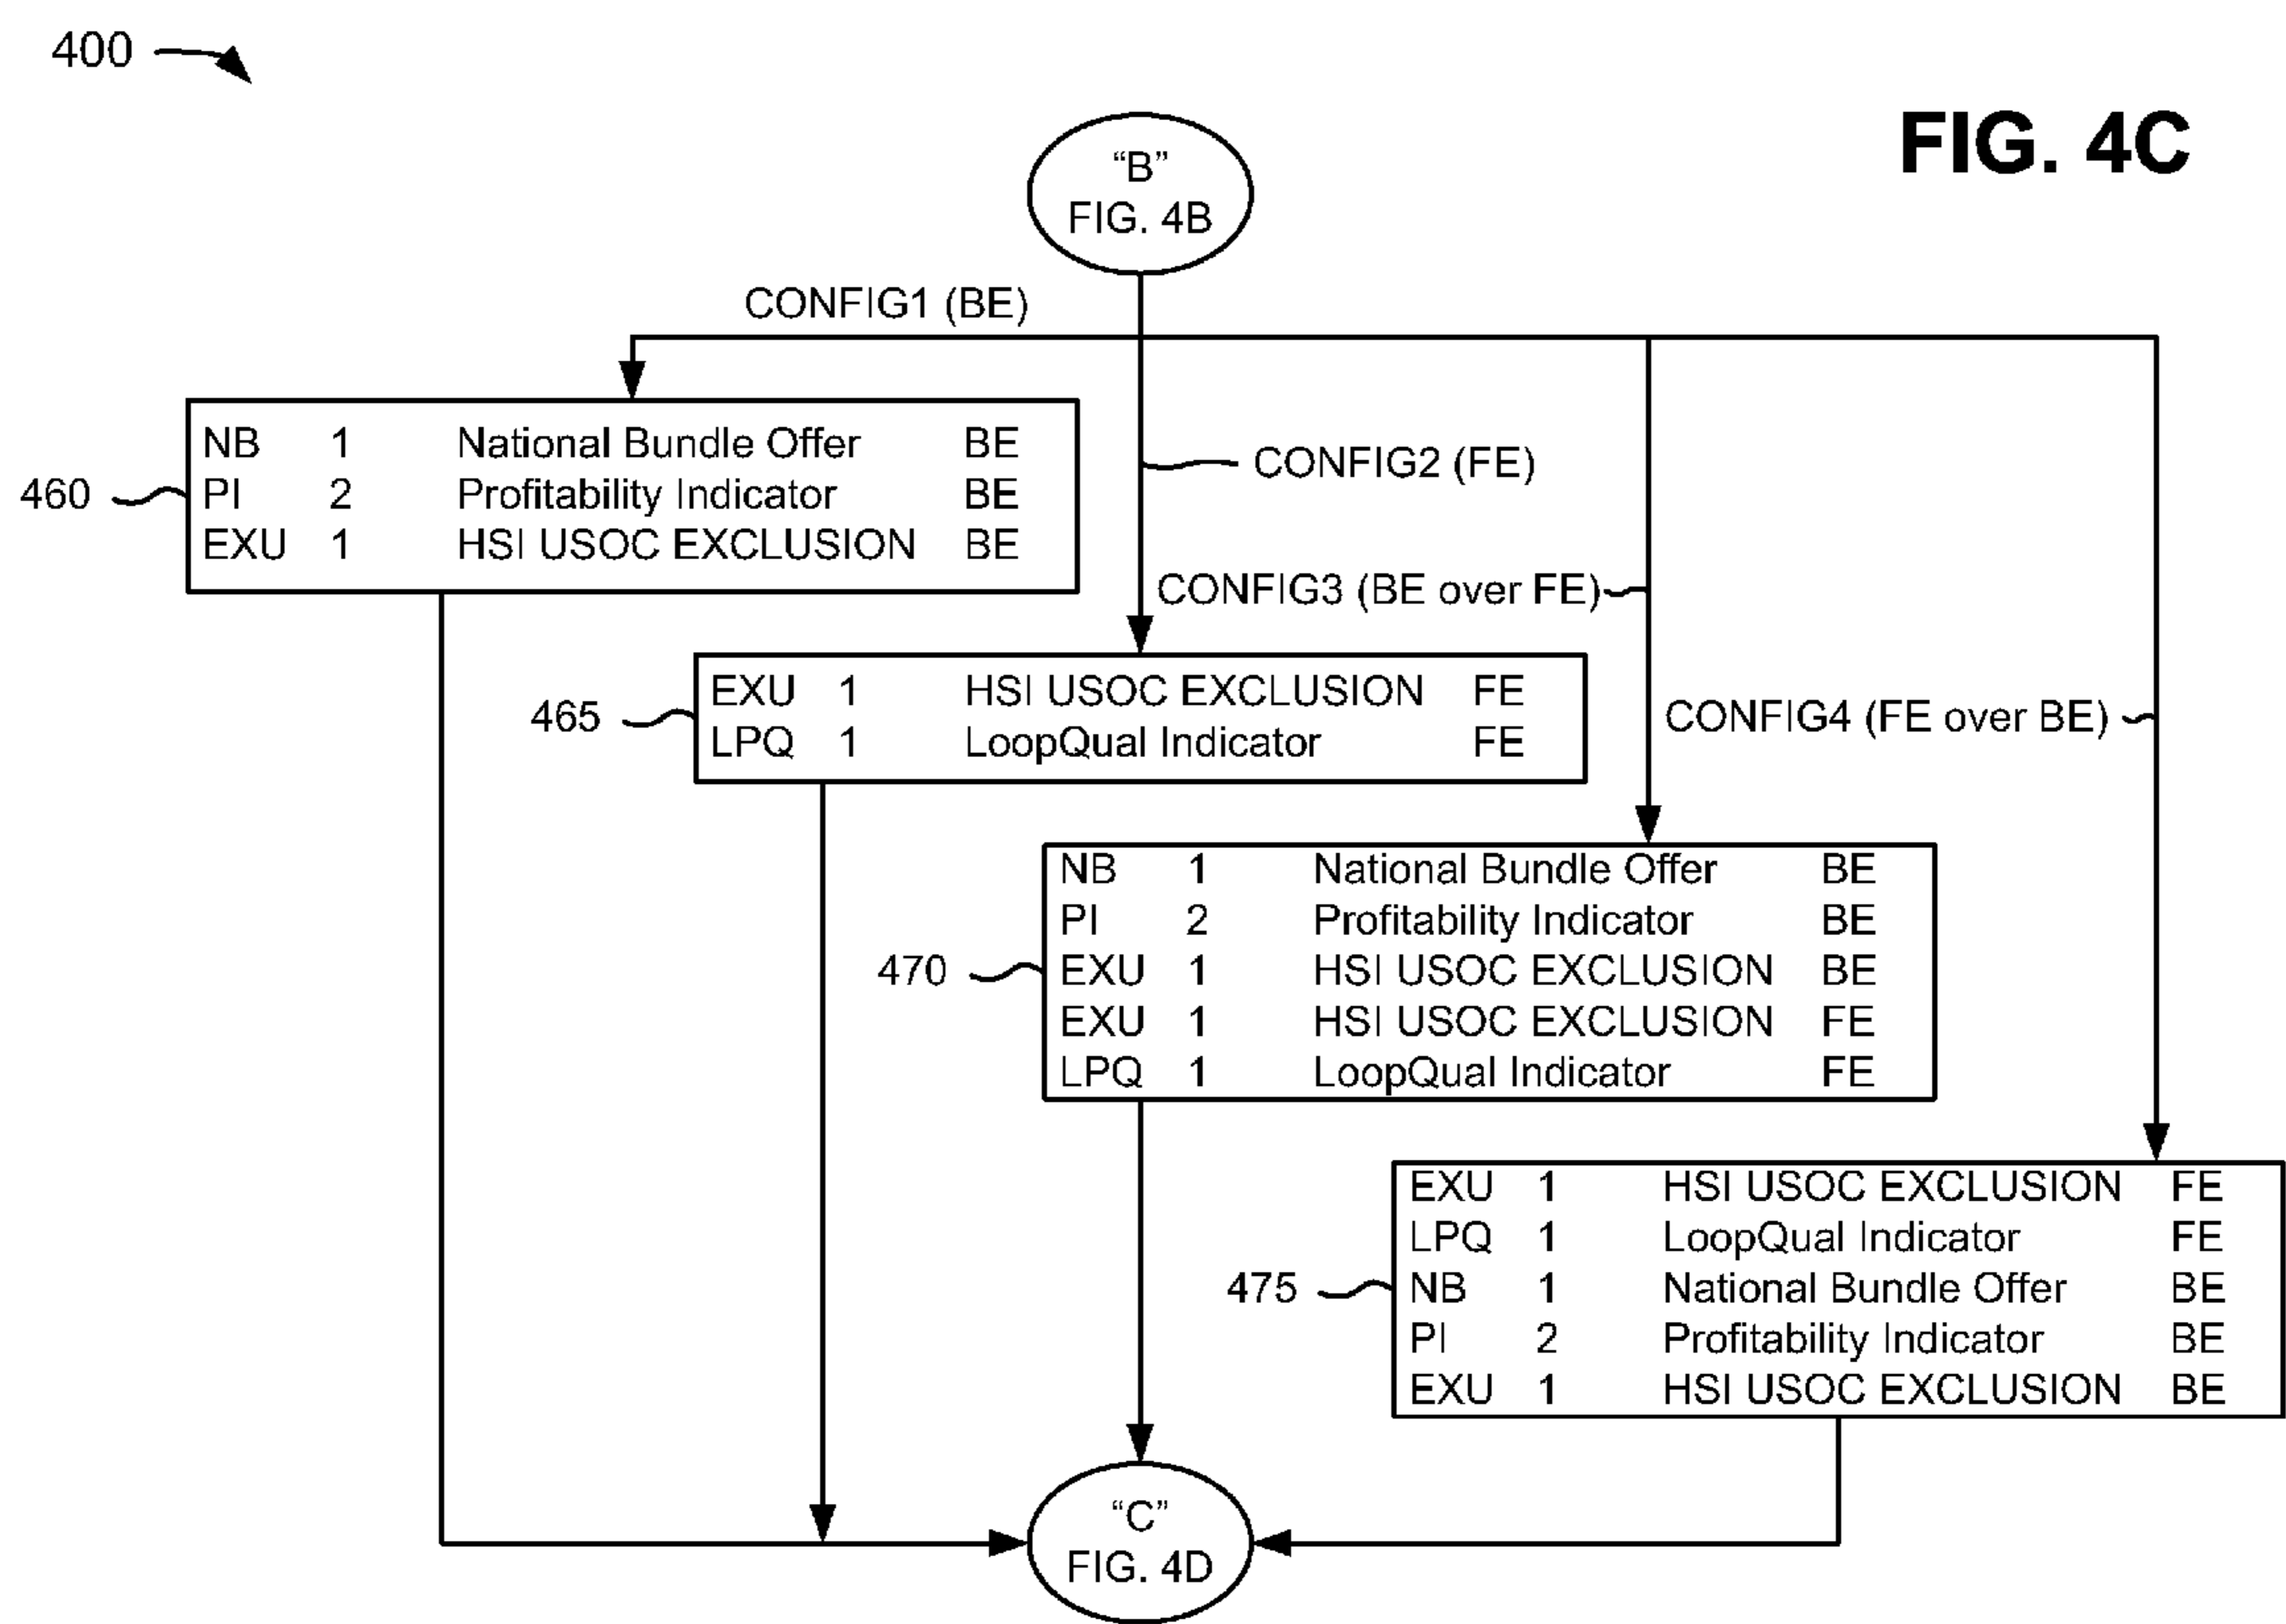 400
FIG. 4C
“B”
FIG. 4B
CONFIG1 (BE)
NB 1 National Bundle Offer BE
460 PI 2 Profitability Indicator BE
EXU 1 HSI USOC EXCLUSION BE
CONFIG2 (FE)
CONFIG3 (BE over FE)
EXU 1 HSI USOC EXCLUSION FE
465
LPQ 1 LoopQual Indicator FE
CONFIG4 (FE over BE)
NB 1 National Bundle Offer BE
PI 2 Profitability Indicator BE
470 EXU 1 HSI USOC EXCLUSION BE
EXU 1 HSI USOC EXCLUSION FE
LPQ 1 LoopQual Indicator FE
EXU 1 HSI USOC EXCLUSION FE
LPQ 1 LoopQual Indicator FE
475 NB 1 National Bundle Offer BE
PI 2 Profitability Indicator BE
EXU 1 HSI USOC EXCLUSION BE
“C”
FIG. 4D